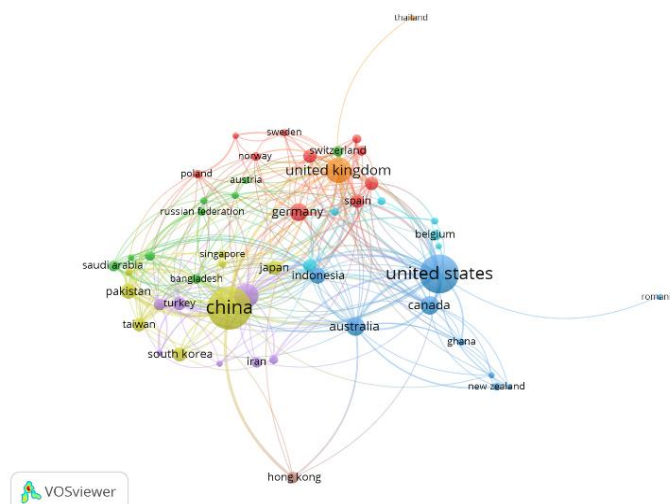 thailand
sweden
switzerland
norway
united kingdom
poland
austria
spain
russian federation
germany
belgium
singapore
saudi arabia
japan
indonesia
united states
bangladesh
pakistan
turkey
china
canada
roman
taiwan
australia
ghana
south korea
iran
new zealand
hong kong
VOSviewer